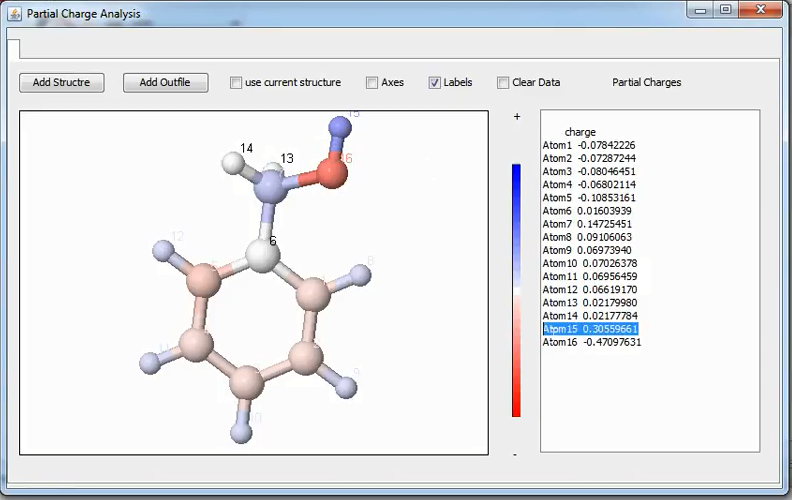 Partial Charge Analysis
Add Structre Add Outfile use current structure Axes Labels Clear Data Partial Charges
+
15
14
13
16
6
12
8
9
10
charge
Atom1 -0.07842226
Atom2 -0.07287244
Atom3 -0.08046451
Atom4 -0.06802114
Atom5 -0.10853161
Atom6 0.01603939
Atom7 0.14725451
Atom8 0.09106063
Atom9 0.06973940
Atom10 0.07026378
Atom11 0.06956459
Atom12 0.06619170
Atom13 0.02179980
Atom14 0.02177784
Atom15 0.30559661
Atom16 -0.47097631
-